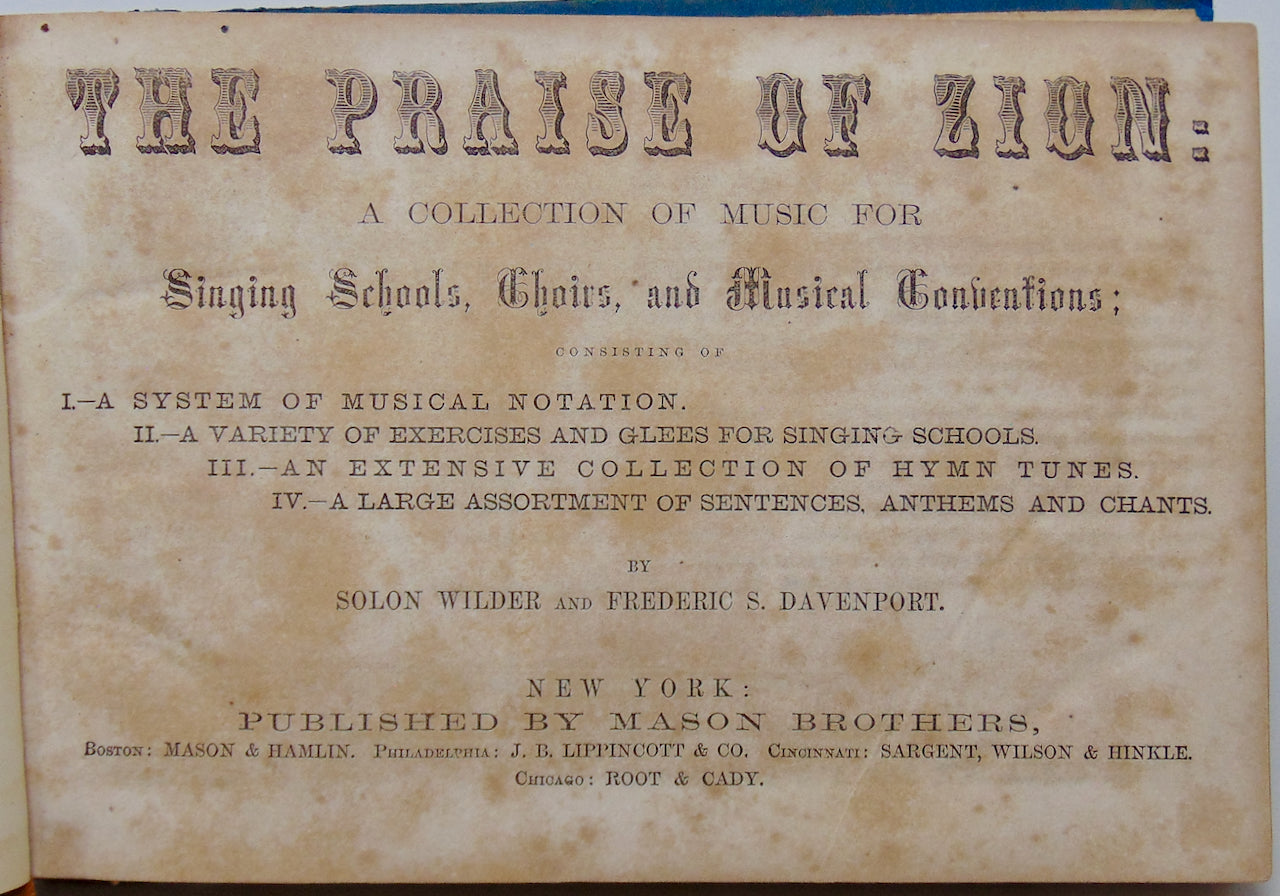 THE PRAISE OF ZION:
A COLLECTION OF MUSIC FOR
Singing Schools, Choirs, and Musical Conventions;
CONSISTING OF
I.—A SYSTEM OF MUSICAL NOTATION.
II.—A VARIETY OF EXERCISES AND GLEES FOR SINGING SCHOOLS.
III.—AN EXTENSIVE COLLECTION OF HYMN TUNES.
IV.—A LARGE ASSORTMENT OF SENTENCES, ANTHEMS AND CHANTS.
BY
SOLON WILDER AND FREDERIC S. DAVENPORT.
NEW YORK:
PUBLISHED BY MASON BROTHERS,
BOSTON: MASON & HAMLIN. PHILADELPHIA: J. B. LIPPINCOTT & CO. CINCINNATI: SARGENT, WILSON & HINKLE.
CHICAGO: ROOT & CADY.